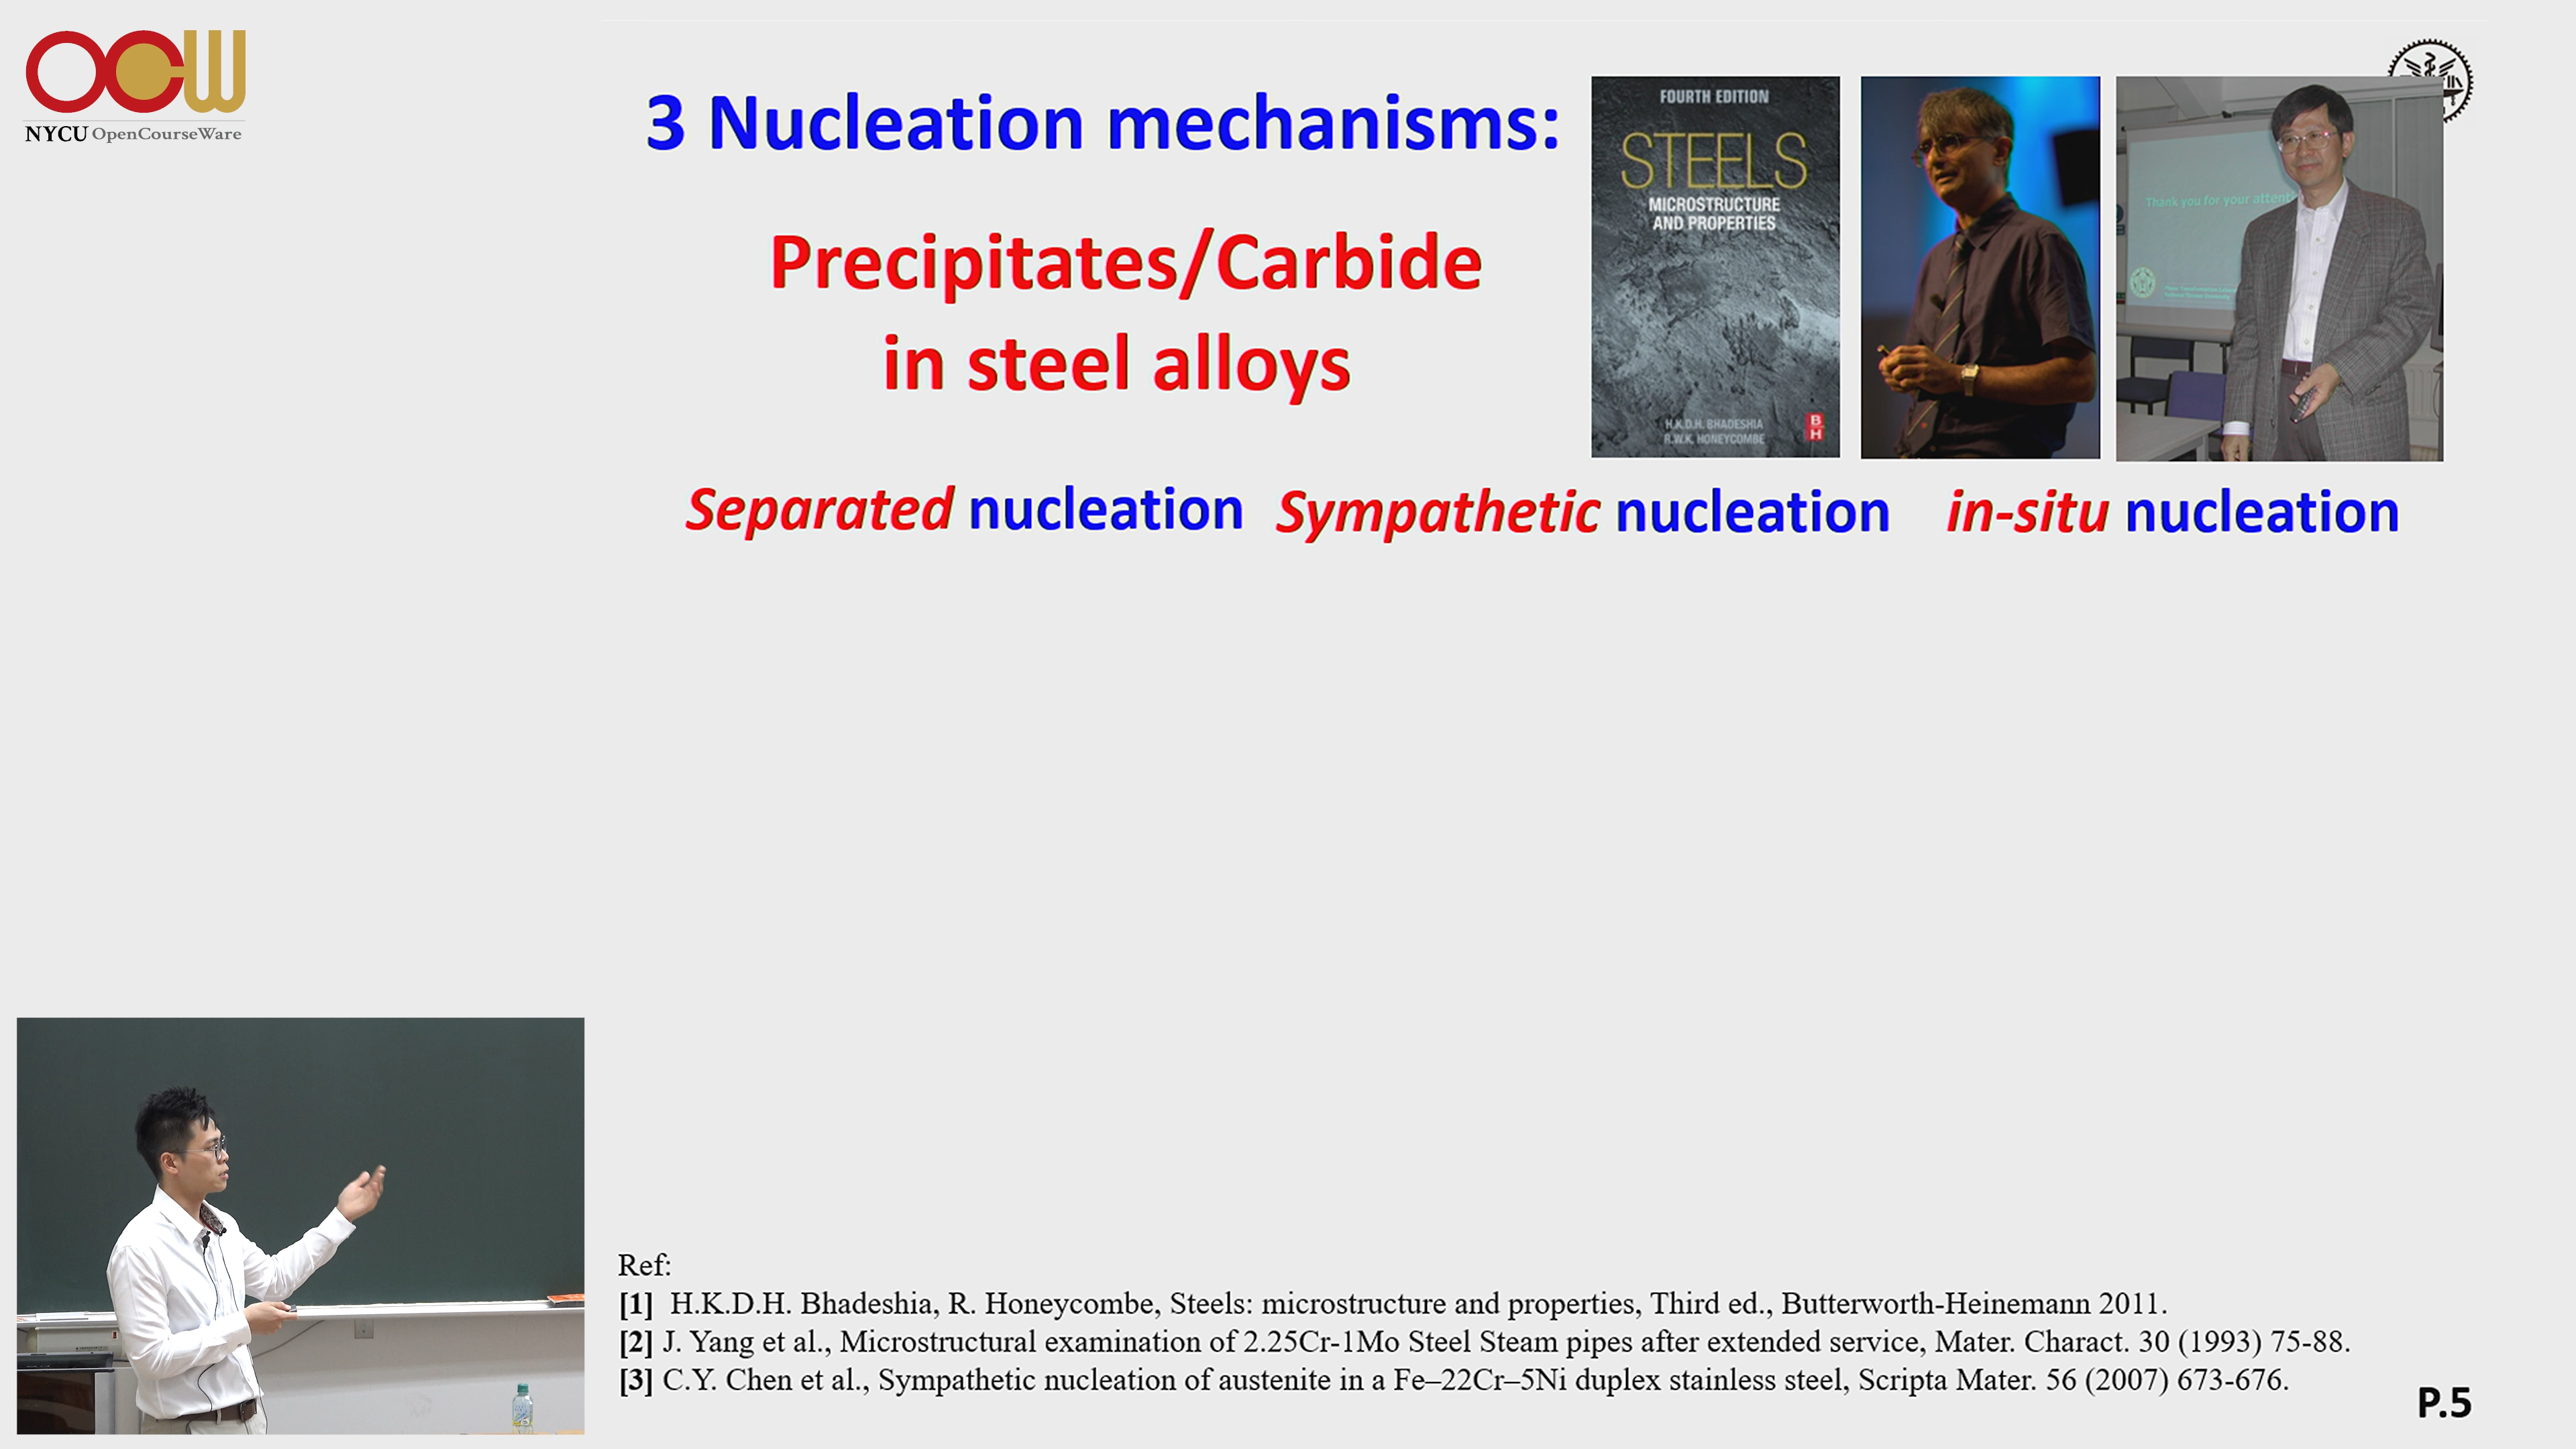 OCW
NYCU OpenCourseWare
3 Nucleation mechanisms:
Precipitates/Carbide
in steel alloys
FOURTH EDITION
STEELS
MICROSTRUCTURE
AND PROPERTIES
H.K.D.H. BHADESHIA
R.W.K. HONEYCOMBE
B
H
Thank you for your attenti
Separated nucleation Sympathetic nucleation in-situ nucleation
Ref:
[1] H.K.D.H. Bhadeshia, R. Honeycombe, Steels: microstructure and properties, Third ed., Butterworth-Heinemann 2011.
[2] J. Yang et al., Microstructural examination of 2.25Cr-1Mo Steel Steam pipes after extended service, Mater. Charact. 30 (1993) 75-88.
[3] C.Y. Chen et al., Sympathetic nucleation of austenite in a Fe–22Cr–5Ni duplex stainless steel, Scripta Mater. 56 (2007) 673-676.
P.5